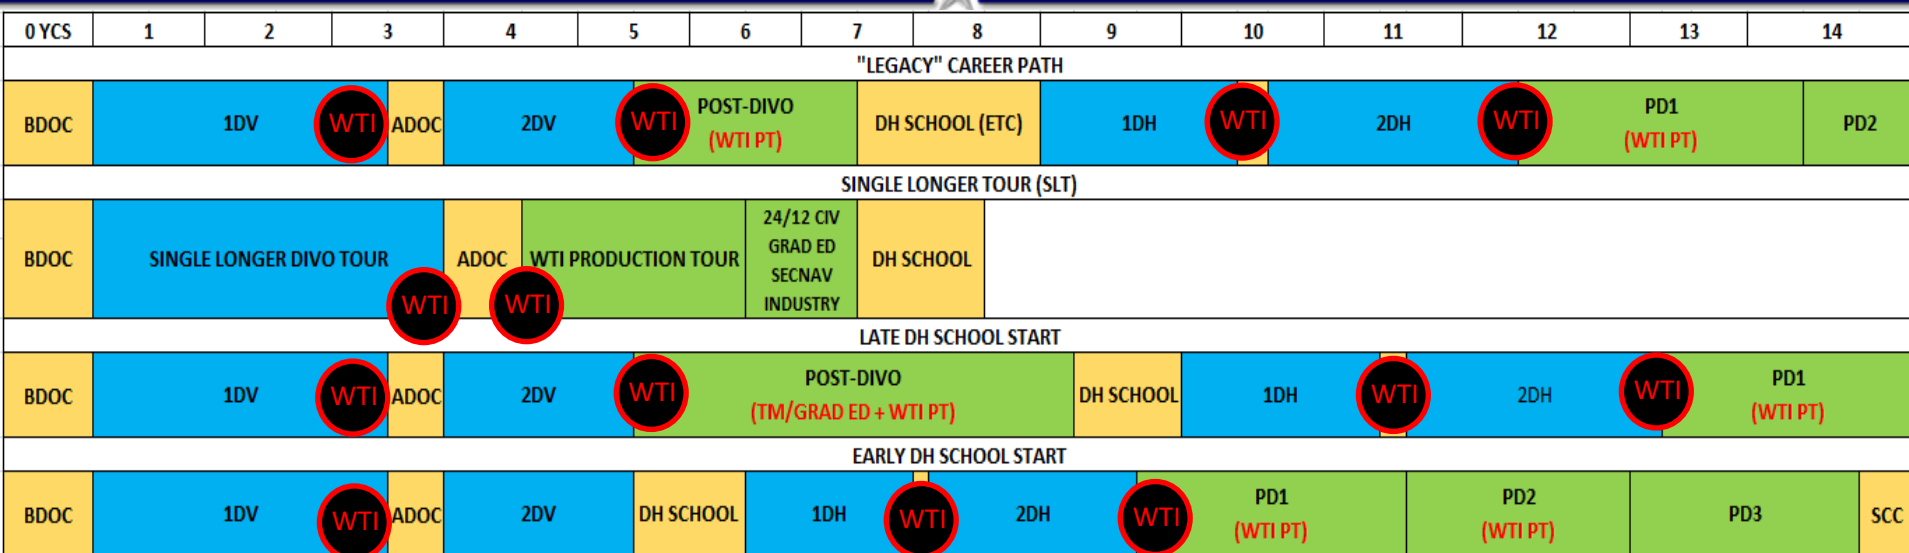 0 YCS 1 2 3 4 5 6 7 8 9 10 11 12 13 14
"LEGACY" CAREER PATH
BDOC 1DV WTI ADOC 2DV WTI POST-DIVO (WTI PT) DH SCHOOL (ETC) 1DH WTI 2DH WTI PD1 (WTI PT) PD2
SINGLE LONGER TOUR (SLT)
BDOC SINGLE LONGER DIVO TOUR WTI ADOC WTI WTI PRODUCTION TOUR 24/12 CIV GRAD ED SECNAV INDUSTRY DH SCHOOL
LATE DH SCHOOL START
BDOC 1DV WTI ADOC 2DV WTI POST-DIVO (TM/GRAD ED + WTI PT) DH SCHOOL 1DH WTI 2DH WTI PD1 (WTI PT)
EARLY DH SCHOOL START
BDOC 1DV WTI ADOC 2DV DH SCHOOL 1DH WTI 2DH WTI PD1 (WTI PT) PD2 (WTI PT) PD3 SCC